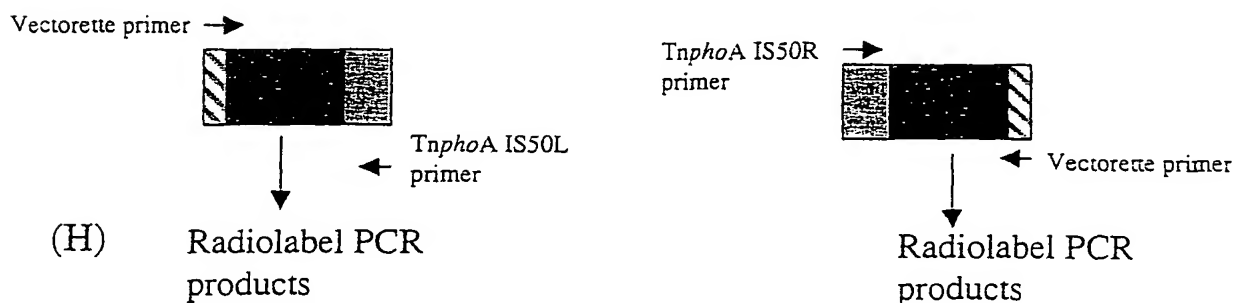 Vectorette primer
TnphoA IS50L
primer
(H) Radiolabel PCR
products
TnphoA IS50R
primer
Vectorette primer
Radiolabel PCR
products